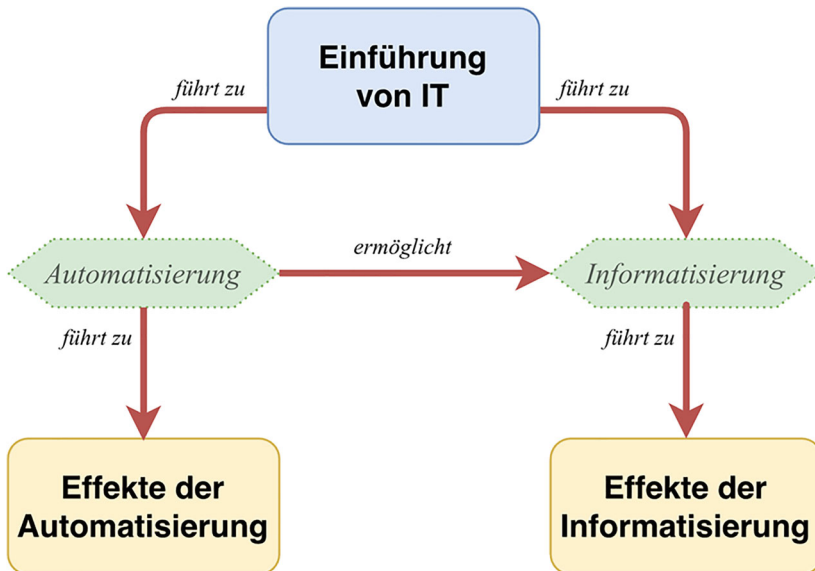 Einführung
von IT
führt zu
führt zu
Automatisierung
ermöglicht
Informatisierung
führt zu
führt zu
Effekte der
Automatisierung
Effekte der
Informatisierung